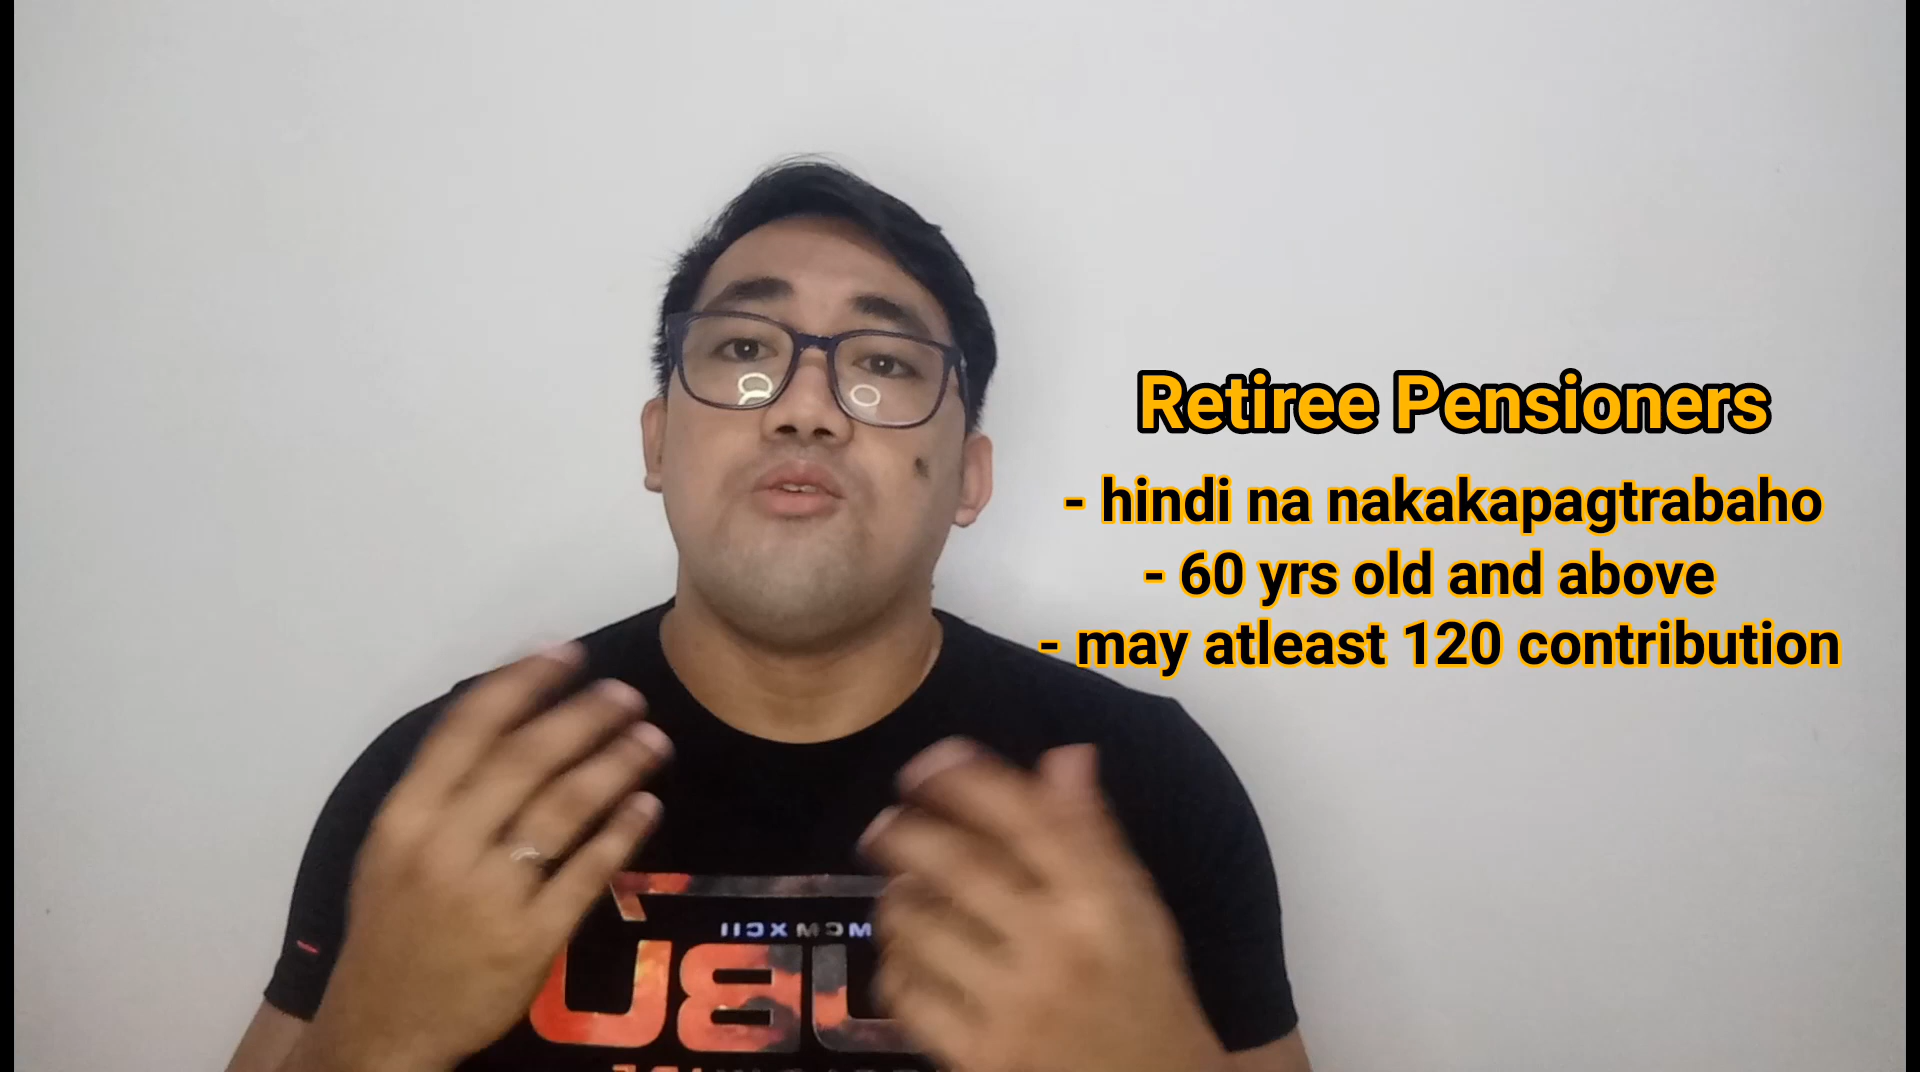 Retiree Pensioners
- hindi na nakakapagtrabaho
- 60 yrs old and above
- may atleast 120 contribution
MCMXCII